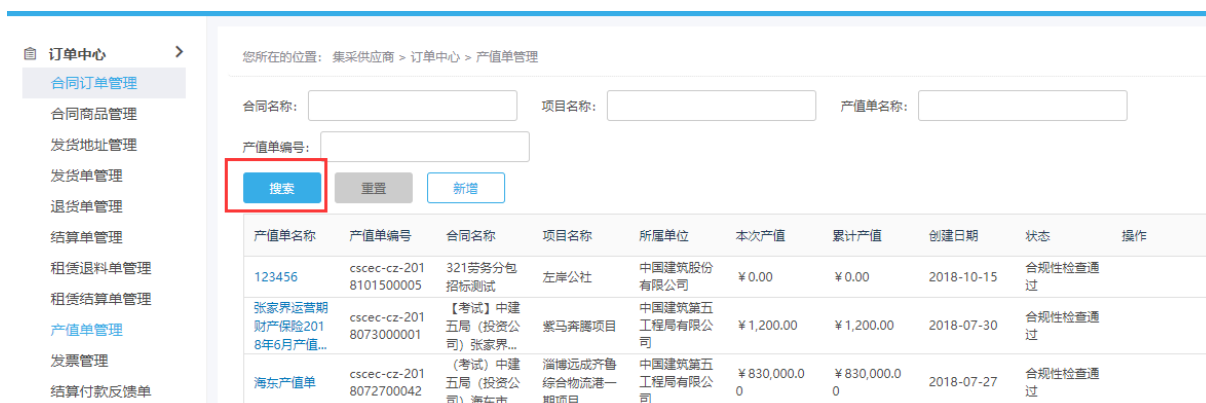 订单中心
合同订单管理
合同商品管理
发货地址管理
发货单管理
退货单管理
结算单管理
租赁退料单管理
租赁结算单管理
产值单管理
发票管理
结算付款反馈单
您所在的位置： 集采供应商 > 订单中心 > 产值单管理
合同名称： 项目名称： 产值单名称：
产值单编号：
搜索 重置 新增
产值单名称 产值单编号 合同名称 项目名称 所属单位 本次产值 累计产值 创建日期 状态 操作
123456
cscec-cz-201
8101500005
321劳务分包
招标测试
左岸公社
中国建筑股份
有限公司
￥0.00
￥0.00
2018-10-15
合规性检查通
过
张家界运营期
财产保险201
8年6月产值...
cscec-cz-201
8073000001
【考试】中建
五局（投资公
司）张家界...
紫马奔腾项目
中国建筑第五
工程局有限公
司
￥1,200.00
￥1,200.00
2018-07-30
合规性检查通
过
海东产值单
cscec-cz-201
8072700042
（考试）中建
五局（投资公
司）海东市
淄博远成齐鲁
综合物流港一
期项目
中国建筑第五
工程局有限公
司
￥830,000.0
0
￥830,000.0
0
2018-07-27
合规性检查通
过